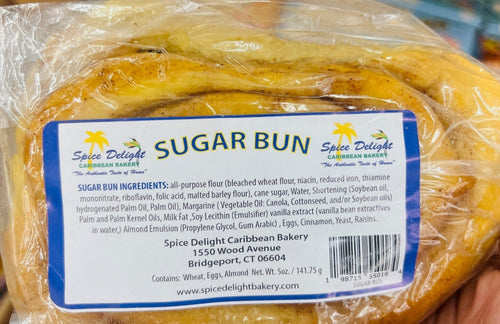 SUGAR BUN
Spice Delight
CARIBBEAN BAKERY
"The Authentic Taste of Home"
Spice Delight
CARIBBEAN BAKERY
"The Authentic Taste of Home"
SUGAR BUN INGREDIENTS: all-purpose flour (bleached wheat flour, niacin, reduced iron, thiamine
mononitrate, riboflavin, folic acid, malted barley flour), cane sugar, Water, Shortening (Soybean oil,
hydrogenated Palm Oil, Palm Oil), Margarine ( Vegetable Oil: Canola, Cottonseed, and/or Soybean oils)
Palm and Palm Kernel Oils, Milk Fat ,Soy Lecithin (Emulsifier) vanilla extract (vanilla bean extractives
in water,) Almond Emulsion (Propylene Glycol, Gum Arabic) , Eggs, Cinnamon, Yeast, Raisins.
Spice Delight Caribbean Bakery
1550 Wood Avenue
Bridgeport, CT 06604
Contains: Wheat, Eggs, Almond Net. Wt. 5oz. / 141.75 g
www.spicedelightbakery.com
SUGAR BUN